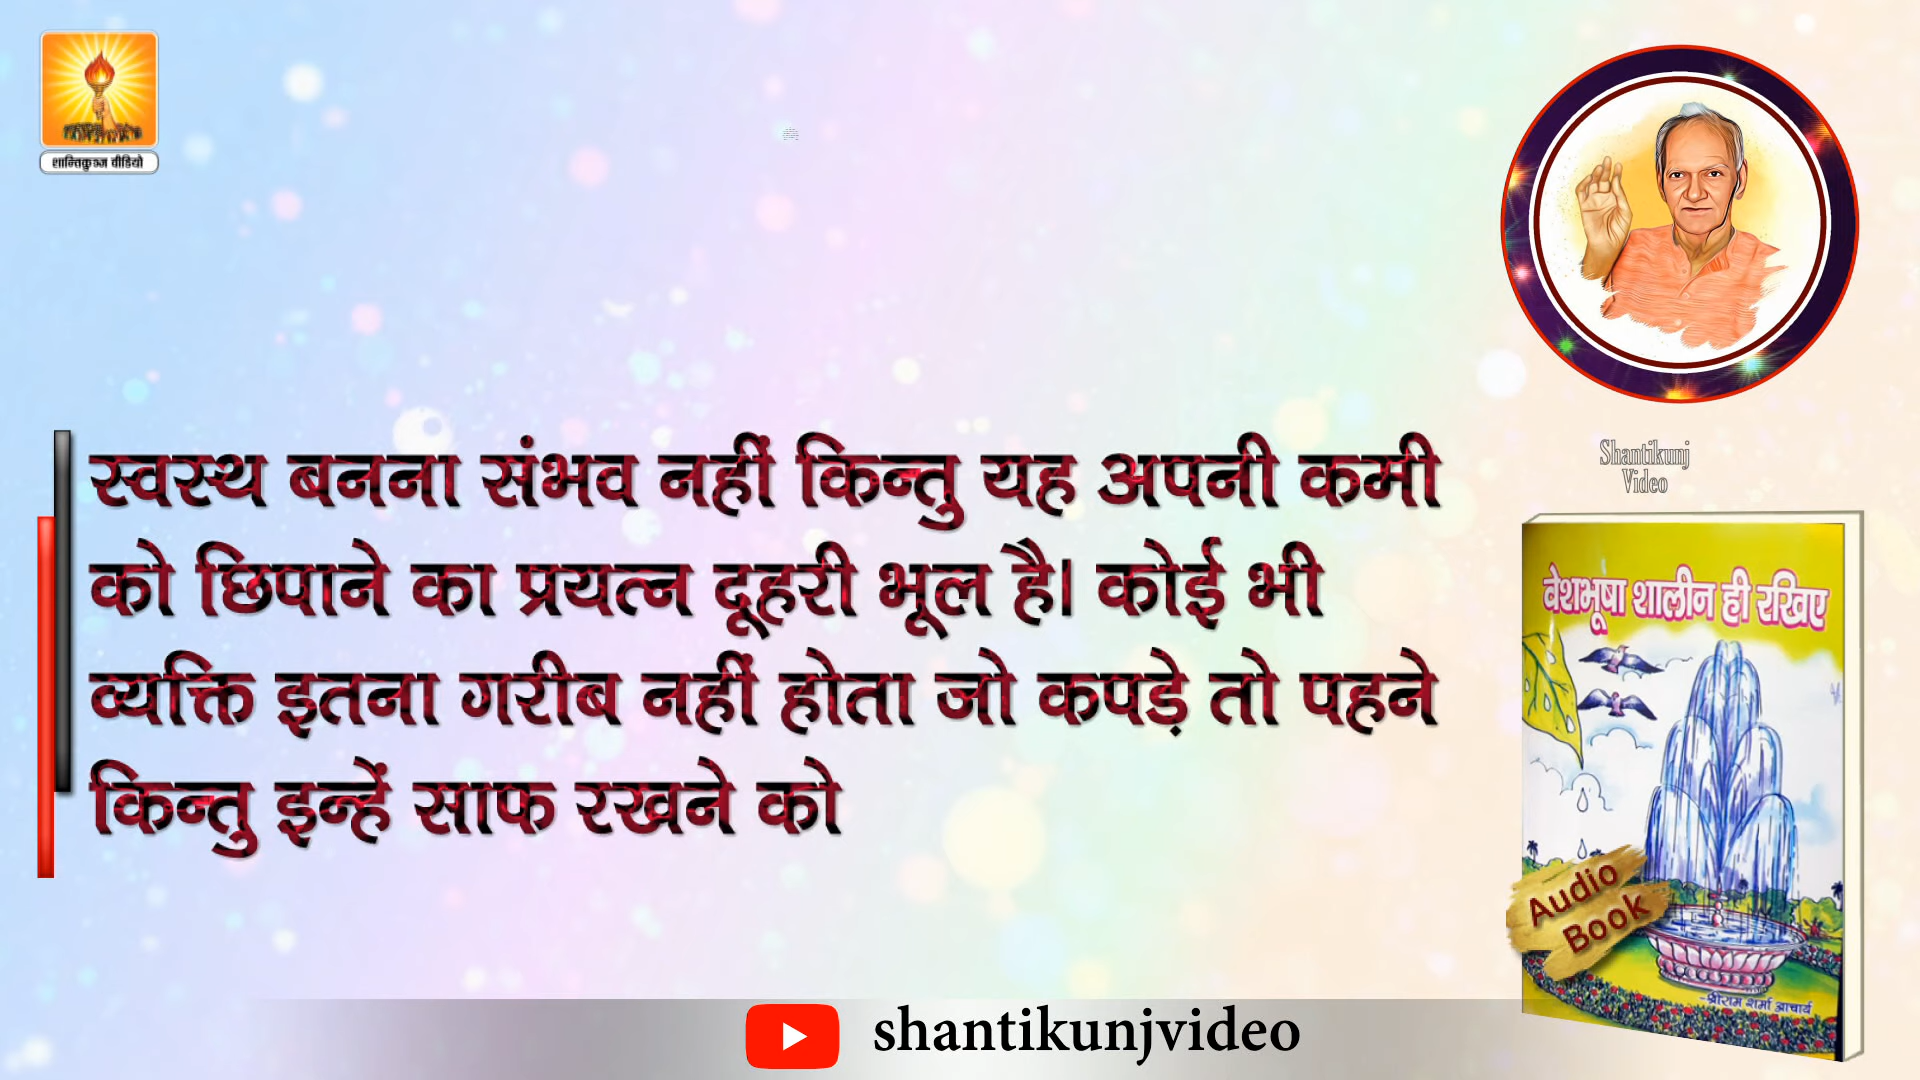 शान्तिकुञ्ज वीडियो
स्वस्थ बनना संभव नहीं किन्तु यह अपनी कमी
को छिपाने का प्रयत्न दूहरी भूल है। कोई भी
व्यक्ति इतना गरीब नहीं होता जो कपड़े तो पहने
किन्तु इन्हें साफ रखने को
Shantikunj
Video
वेशभूषा शालीन ही रखिए
Audio
Book
-श्रीराम शर्मा आचार्य
shantikunjvideo